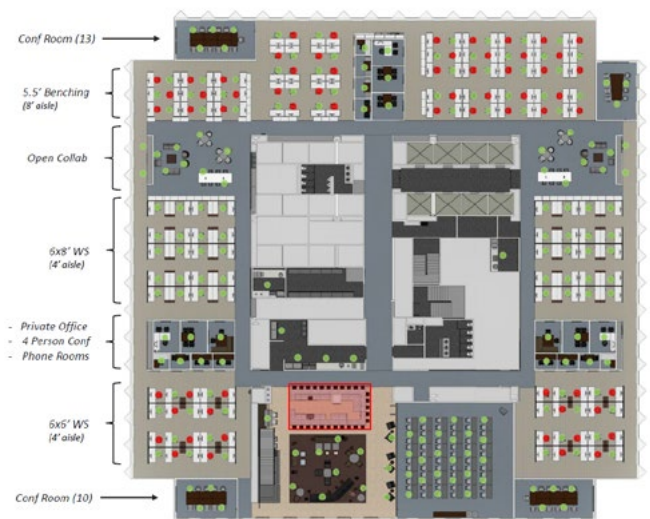 Conf Room (13)
5.5' Benching
(8' aisle)
Open Collab
6x8' WS
(4' aisle)
- Private Office
- 4 Person Conf
- Phone Rooms
6x6' WS
(4' aisle)
Conf Room (10)